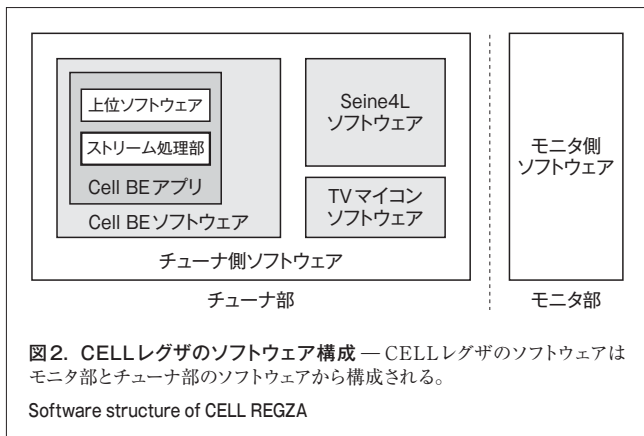 上位ソフトウェア
ストリーム処理部
Cell BEアプリ
Cell BEソフトウェア
Seine4L
ソフトウェア
TVマイコン
ソフトウェア
チューナ側ソフトウェア
チューナ部
モニタ側
ソフトウェア
モニタ部
図2. CELLレグザのソフトウェア構成 — CELLレグザのソフトウェアは
モニタ部とチューナ部のソフトウェアから構成される。
Software structure of CELL REGZA